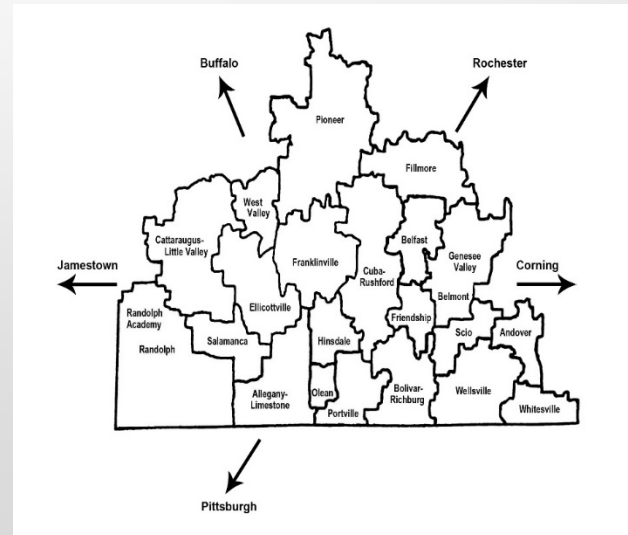 Buffalo
Rochester
Pioneer
Fillmore
West
Valley
Cattaraugus-
Little Valley
Franklinville
Belfast
Genesee
Valley
Jamestown
Cuba-
Rushford
Corning
Ellicottville
Belmont
Randolph
Academy
Randolph
Salamanca
Hinsdale
Friendship
Scio
Andover
Allegany-
Limestone
Olean
Portville
Bolivar-
Richburg
Wellsville
Whitesville
Pittsburgh